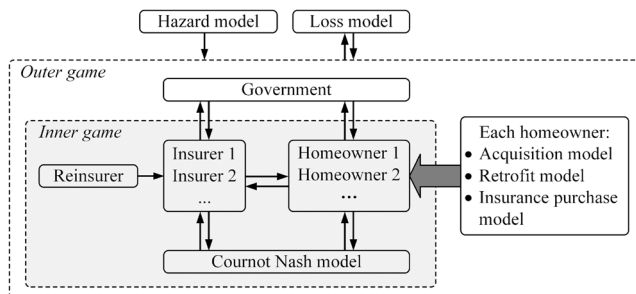 Hazard model
Loss model
Outer game
Government
Inner game
Insurer 1
Insurer 2
...
Homeowner 1
Homeowner 2
...
Reinsurer
Each homeowner:
• Acquisition model
• Retrofit model
• Insurance purchase
model
Cournot Nash model